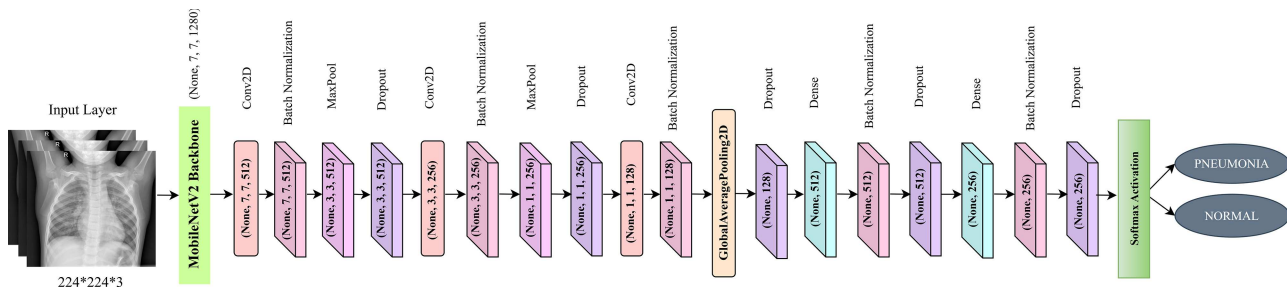 Input Layer
R
R
R
224*224*3
MobileNetV2 Backbone
(None, 7, 7, 1280)
Conv2D
(None, 7, 7, 512)
Batch Normalization
(None, 7, 7, 512)
MaxPool
(None, 3, 3, 512)
Dropout
(None, 3, 3, 512)
Conv2D
(None, 3, 3, 256)
Batch Normalization
(None, 3, 3, 256)
MaxPool
(None, 1, 1, 256)
Dropout
(None, 1, 1, 256)
Conv2D
(None, 1, 1, 128)
Batch Normalization
(None, 1, 1, 128)
GlobalAveragePooling2D
Dropout
(None, 128)
Dense
(None, 512)
Batch Normalization
(None, 512)
Dropout
(None, 512)
Dense
(None, 256)
Batch Normalization
(None, 256)
Dropout
(None, 256)
Softmax Activation
PNEUMONIA
NORMAL